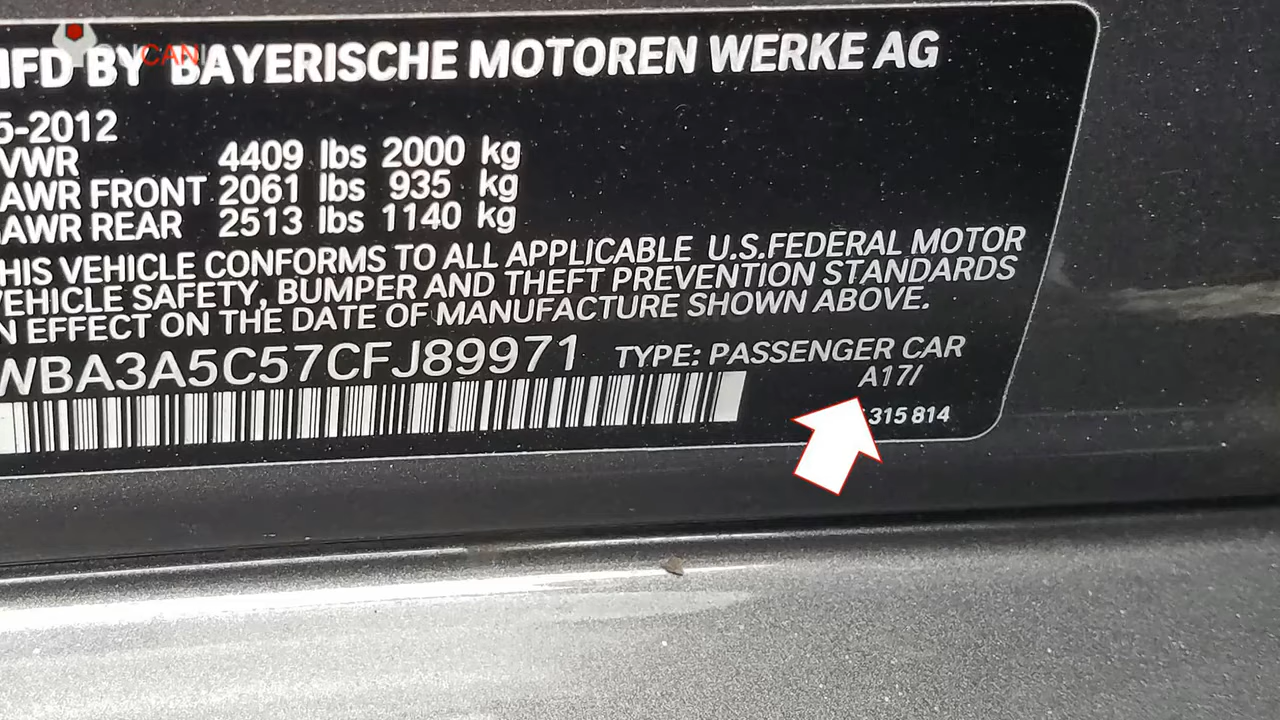 CAN
MFD BY BAYERISCHE MOTOREN WERKE AG
5-2012
VWR 4409 lbs 2000 kg
AWR FRONT 2061 lbs 935 kg
AWR REAR 2513 lbs 1140 kg
HIS VEHICLE CONFORMS TO ALL APPLICABLE U.S.FEDERAL MOTOR
VEHICLE SAFETY, BUMPER AND THEFT PREVENTION STANDARDS
N EFFECT ON THE DATE OF MANUFACTURE SHOWN ABOVE.
WBA3A5C57CFJ89971 TYPE: PASSENGER CAR
A17/
315 814